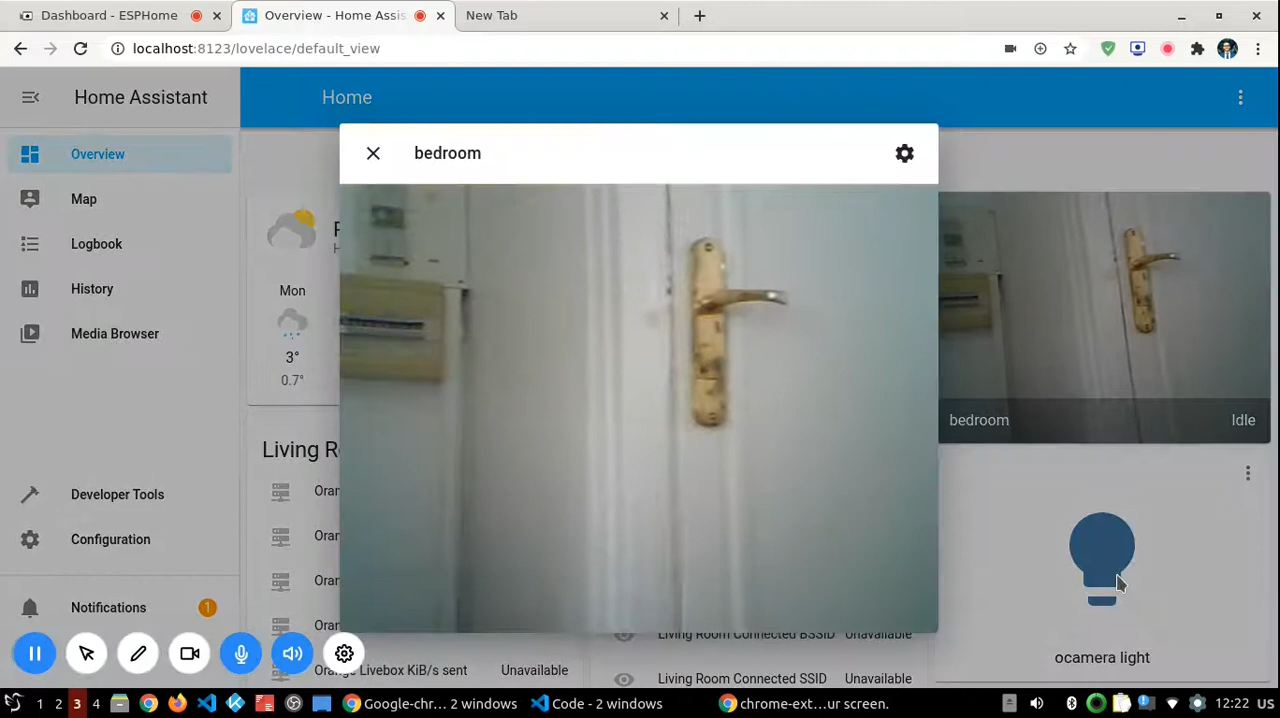 Dashboard - ESPHome
Overview - Home Assis
New Tab
localhost:8123/lovelace/default_view
Home Assistant
Home
Overview
Map
Logbook
History
Media Browser
Developer Tools
Configuration
Notifications
1
bedroom
Mon
3°
0.7°
Living R
Oran
Oran
Oran
Oran
Orange Livebox KiB/s sent
Unavailable
Living Room Connected BSSID
Unavailable
Living Room Connected SSID
Unavailable
bedroom
Idle
ocamera light
1 2 3 4
Google-chr... 2 windows
Code - 2 windows
chrome-ext...ur screen.
12:22 US